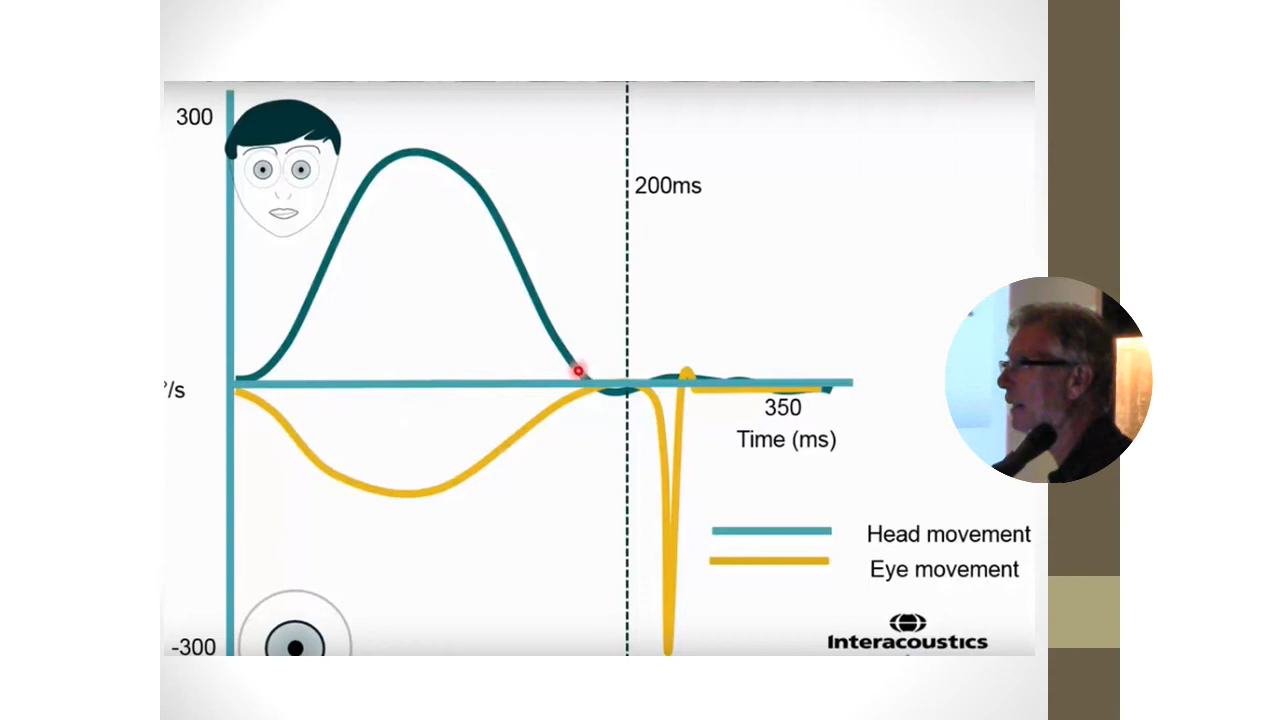 300
200ms
°/s
350
Time (ms)
Head movement
Eye movement
-300
Interacoustics